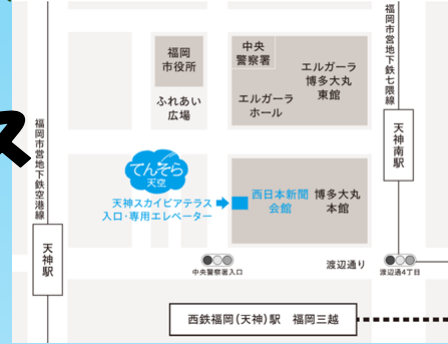 福岡
市役所
ふれあい
広場
中央
警察署
エルガーラ
博多大丸
東館
エルガーラ
ホール
福岡市営地下鉄七隈線
天神南駅
ス
福岡市営地下鉄空港線
天神駅
てんそら
天空
天神スカイビアテラス
入口・専用エレベーター
西日本新聞
会館
博多大丸
本館
中央警察署入口
渡辺通り
渡辺通4丁目
西鉄福岡(天神)駅 福岡三越